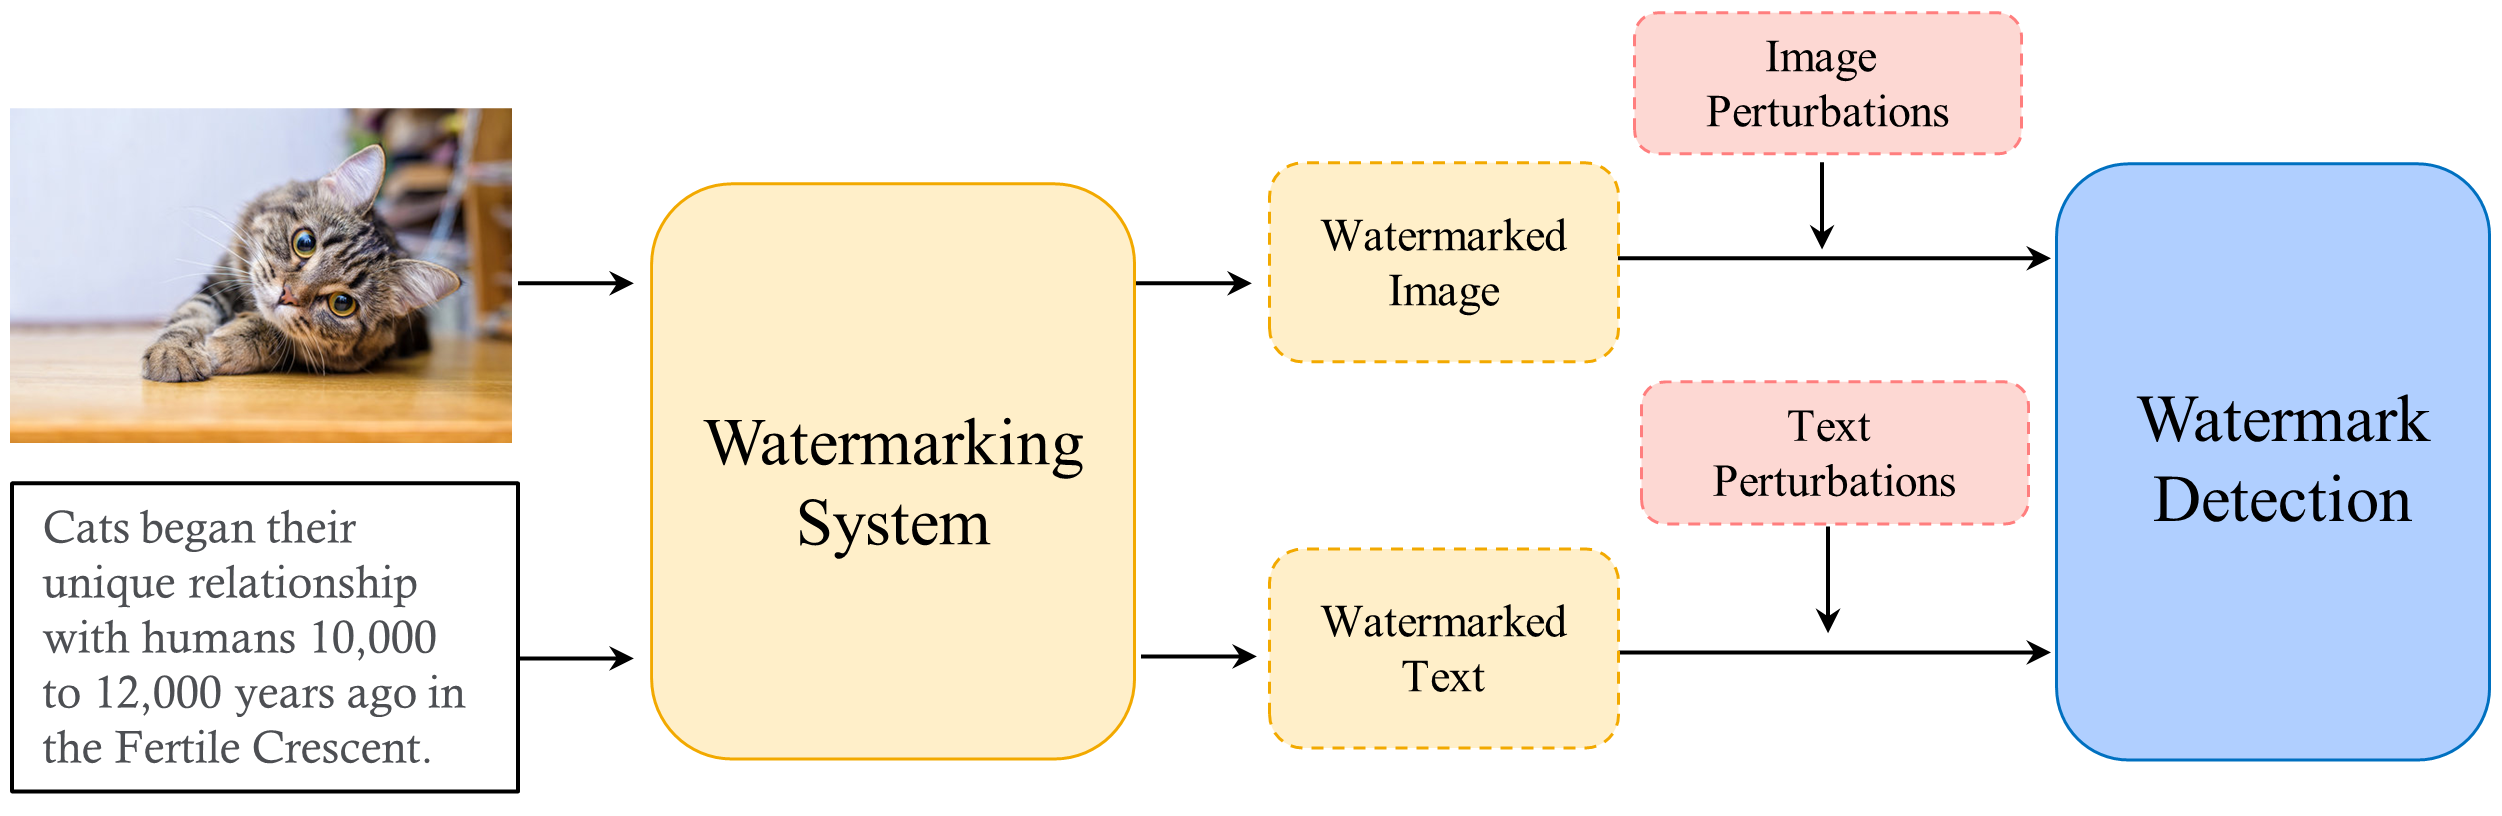 Image
Perturbations
Watermarked
Image
Watermarking
System
Text
Perturbations
Watermark
Detection
Cats began their
unique relationship
with humans 10,000
to 12,000 years ago in
the Fertile Crescent.
Watermarked
Text